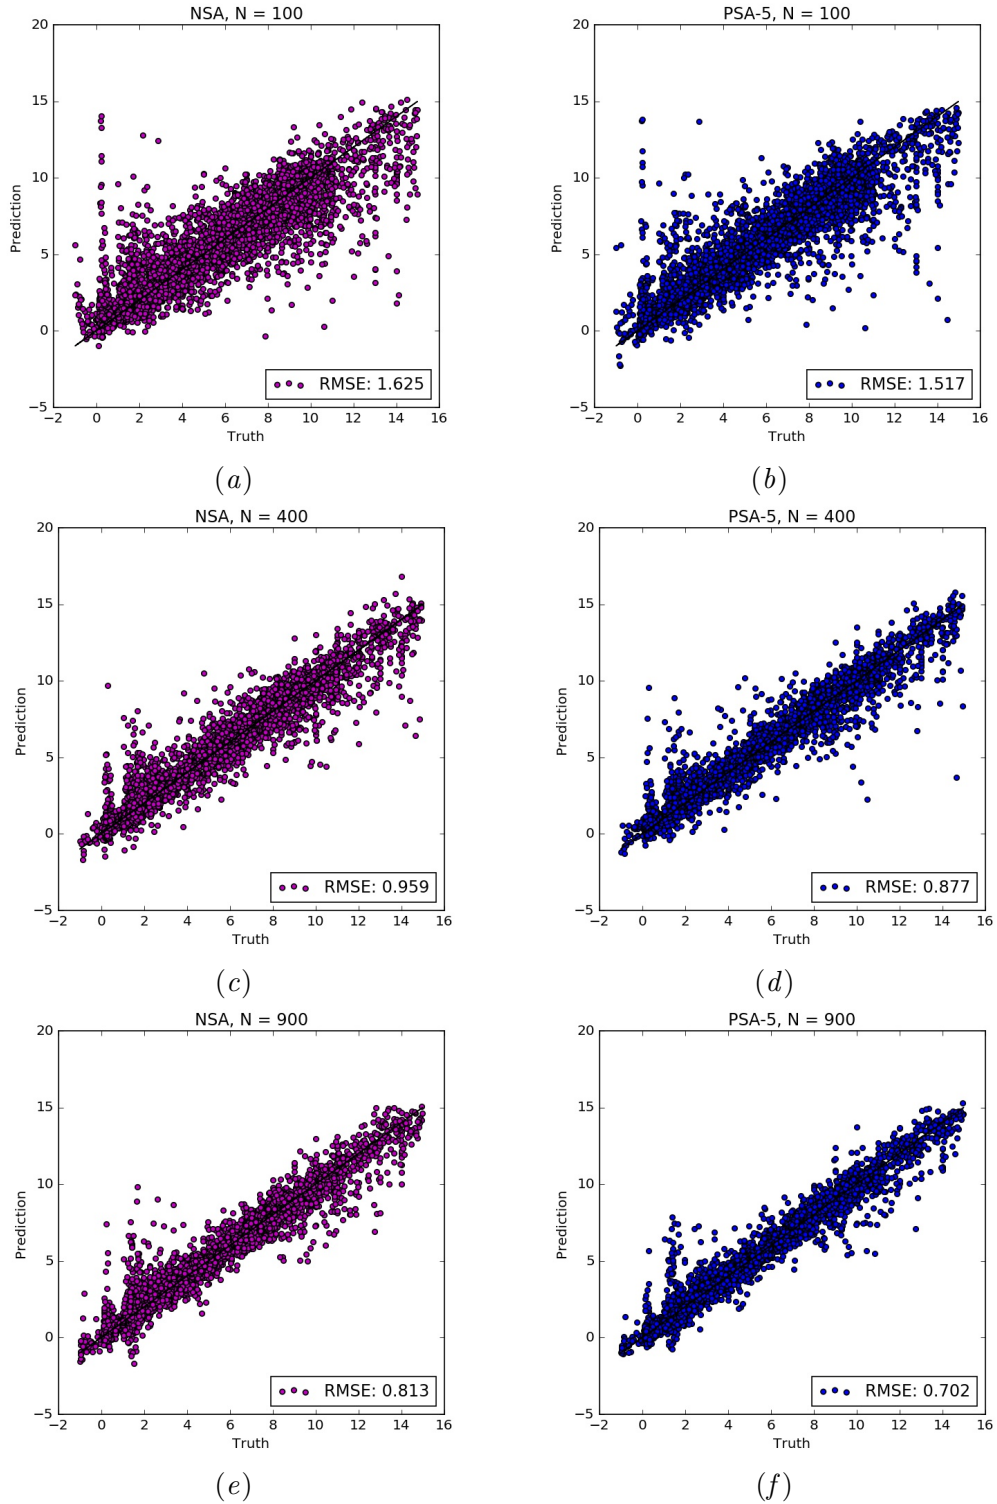 NSA, N = 100
20
15
10
5
0
−5
Prediction
−2 0 2 4 6 8 10 12 14 16
Truth
RMSE: 1.625
(a)
PSA-5, N = 100
20
15
10
5
0
−5
Prediction
−2 0 2 4 6 8 10 12 14 16
Truth
RMSE: 1.517
(b)
NSA, N = 400
20
15
10
5
0
−5
Prediction
−2 0 2 4 6 8 10 12 14 16
Truth
RMSE: 0.959
(c)
PSA-5, N = 400
20
15
10
5
0
−5
Prediction
−2 0 2 4 6 8 10 12 14 16
Truth
RMSE: 0.877
(d)
NSA, N = 900
20
15
10
5
0
−5
Prediction
−2 0 2 4 6 8 10 12 14 16
Truth
RMSE: 0.813
(e)
PSA-5, N = 900
20
15
10
5
0
−5
Prediction
−2 0 2 4 6 8 10 12 14 16
Truth
RMSE: 0.702
(f)